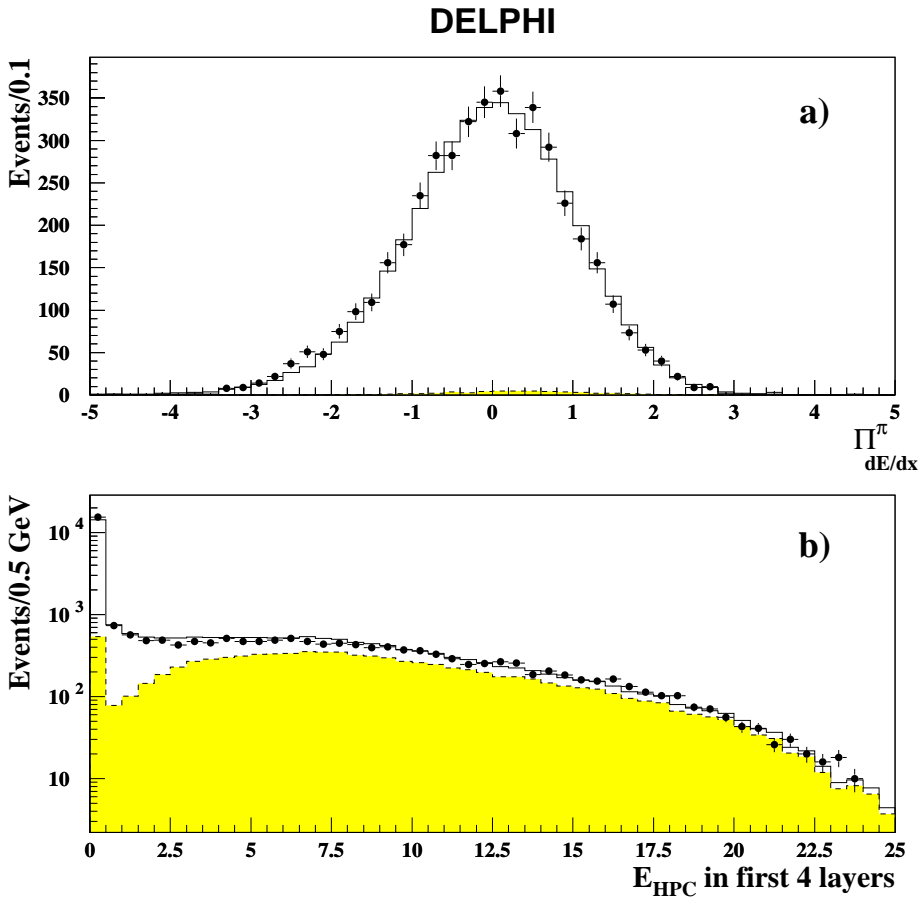 DELPHI
Events/0.1
a)
350
300
250
200
150
100
50
0
-5 -4 -3 -2 -1 0 1 2 3 4 5
Π^π_dE/dx
Events/0.5 GeV
b)
10^4
10^3
10^2
10
0 2.5 5 7.5 10 12.5 15 17.5 20 22.5 25
E_HPC in first 4 layers